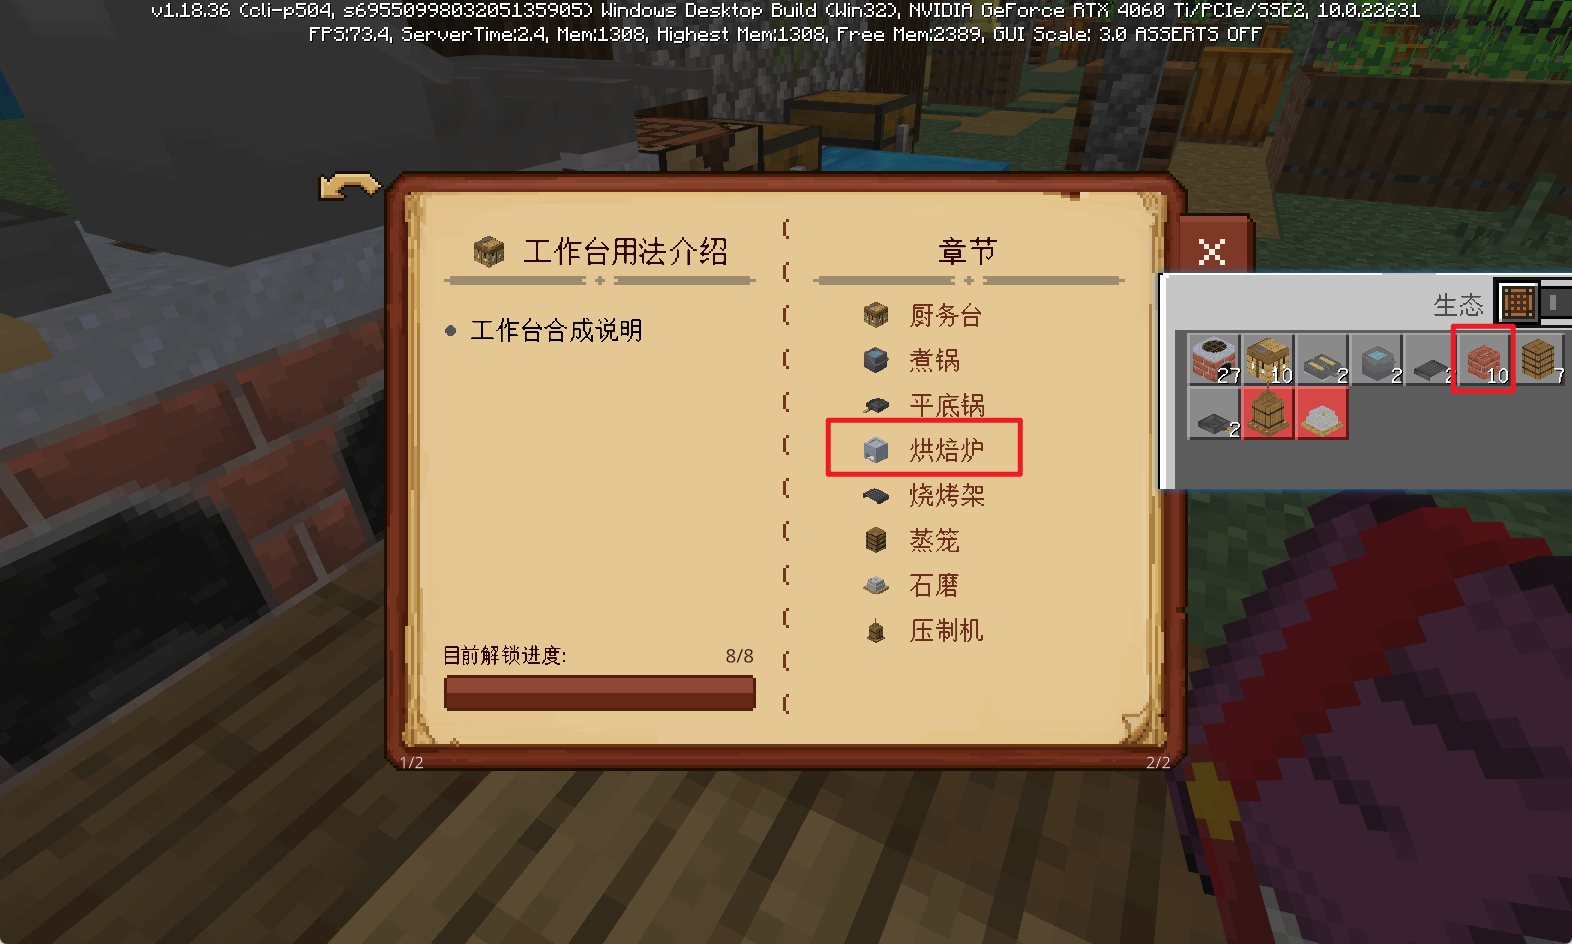 v1.18.36 (cli-p504, s6955099803205135905) Windows Desktop Build (Win32), NVIDIA GeForce RTX 4060 Ti/PCIe/SSE2, 10.0.22631
FPS:73.4, ServerTime:2.4, Mem:1308, Highest Mem:1308, Free Mem:2389, GUI Scale: 3.0 ASSERTS OFF
工作台用法介绍
工作台合成说明
目前解锁进度:
8/8
1/2
章节
厨务台
煮锅
平底锅
烘焙炉
烧烤架
蒸笼
石磨
压制机
2/2
生态
27
10
2
2
2
10
7
2